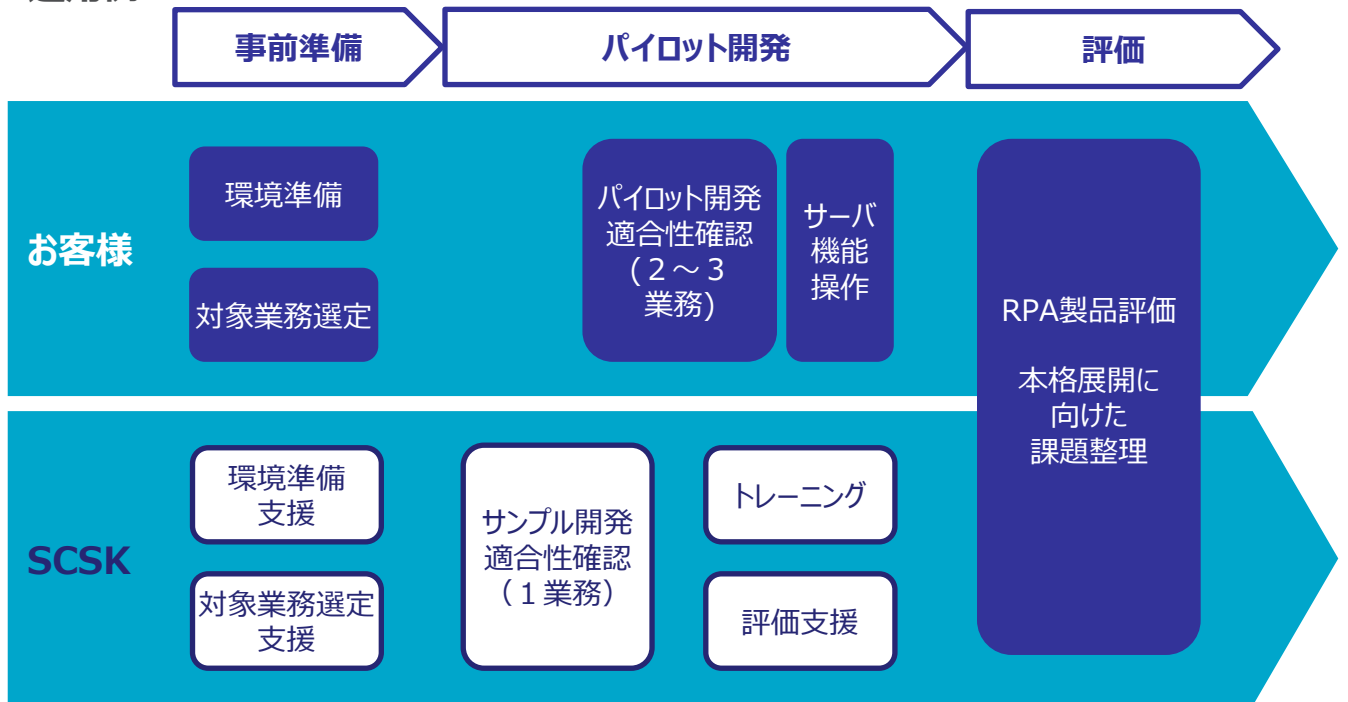 事前準備
パイロット開発
評価
お客様
環境準備
対象業務選定
パイロット開発
適合性確認
(２～３
業務)
サーバ
機能
操作
RPA製品評価
本格展開に
向けた
課題整理
SCSK
環境準備
支援
対象業務選定
支援
サンプル開発
適合性確認
(１業務)
トレーニング
評価支援